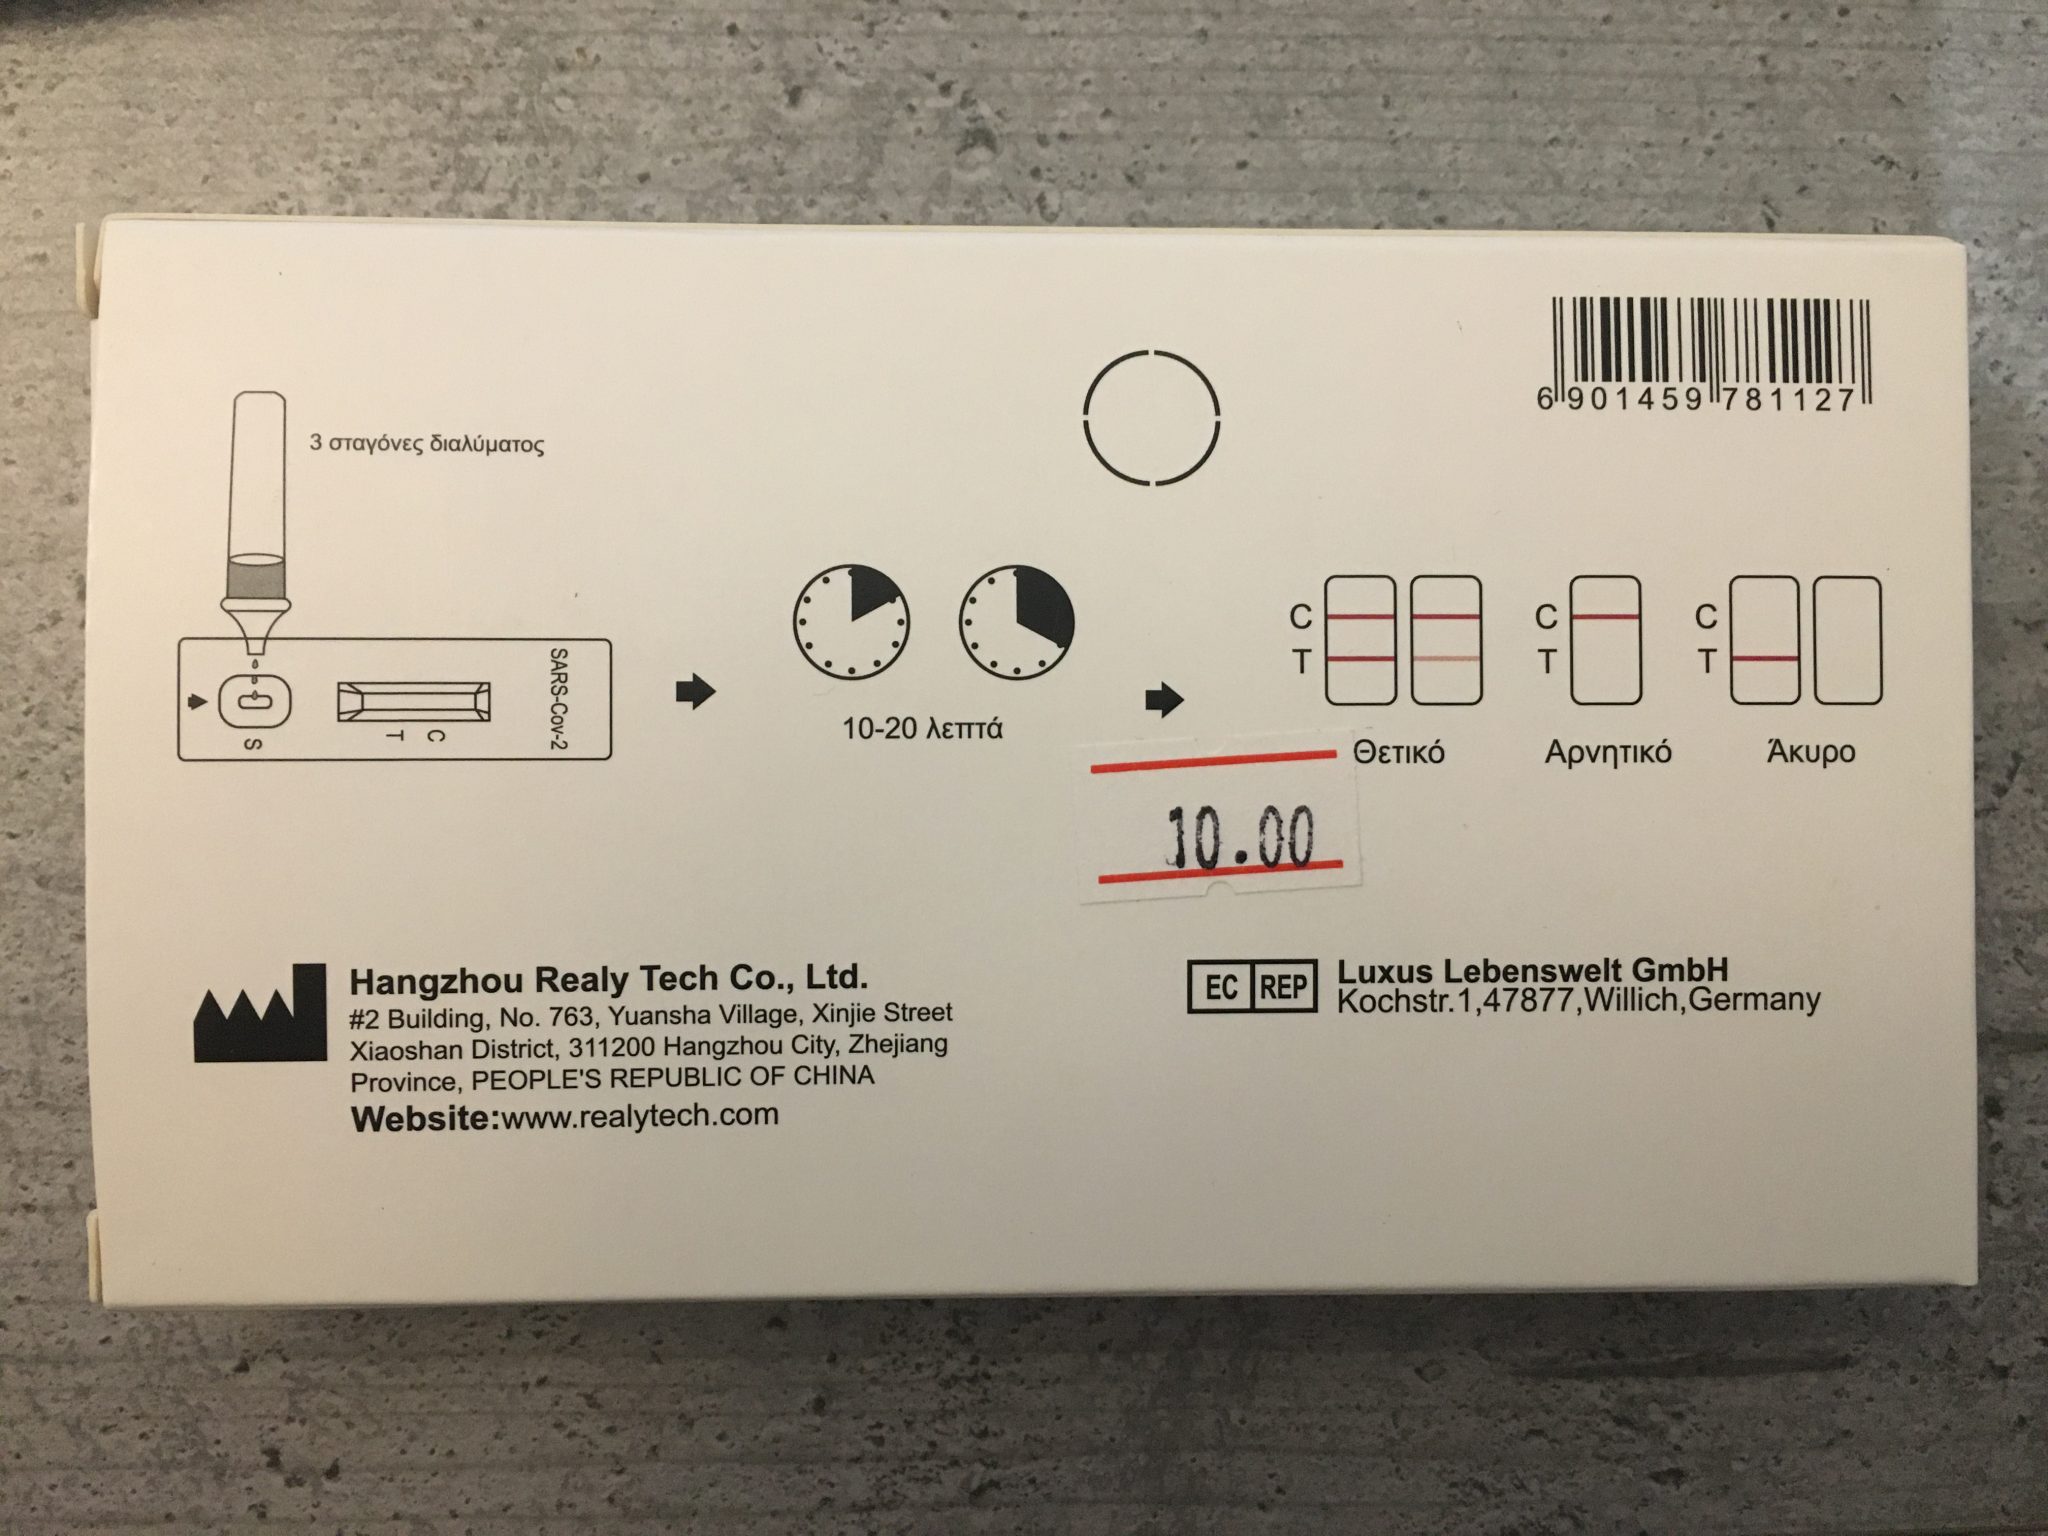 6 901459 781127
3 σταγόνες διαλύματος
SARS-Cov-2
S
T C
10-20 λεπτά
C
T
C
T
C
T
Θετικό
Αρνητικό
Άκυρο
10.00
Hangzhou Realy Tech Co., Ltd.
#2 Building, No. 763, Yuansha Village, Xinjie Street
Xiaoshan District, 311200 Hangzhou City, Zhejiang
Province, PEOPLE'S REPUBLIC OF CHINA
Website:www.realytech.com
EC REP
Luxus Lebenswelt GmbH
Kochstr.1,47877,Willich,Germany